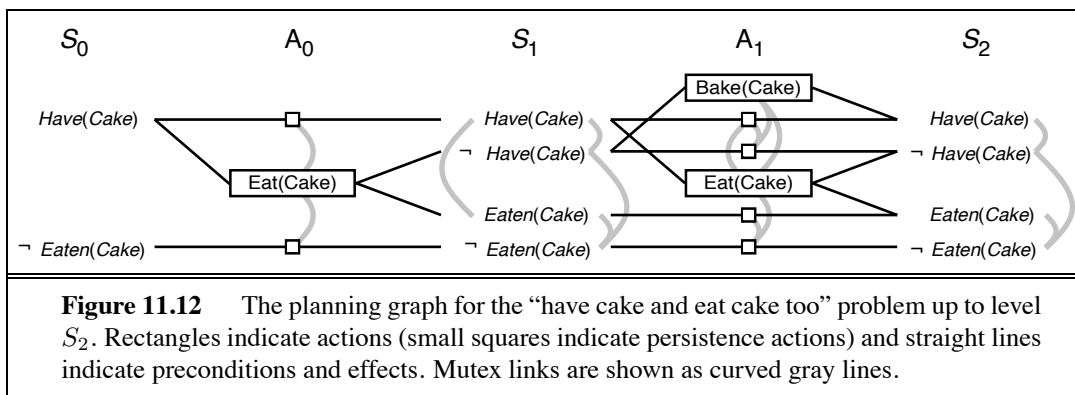 S0 A0 S1 A1 S2
Bake(Cake)
Have(Cake) Have(Cake) Have(Cake)
¬ Have(Cake) ¬ Have(Cake)
Eat(Cake) Eat(Cake)
Eaten(Cake) Eaten(Cake)
¬ Eaten(Cake) ¬ Eaten(Cake) ¬ Eaten(Cake)
Figure 11.12 The planning graph for the “have cake and eat cake too” problem up to level
S2. Rectangles indicate actions (small squares indicate persistence actions) and straight lines
indicate preconditions and effects. Mutex links are shown as curved gray lines.